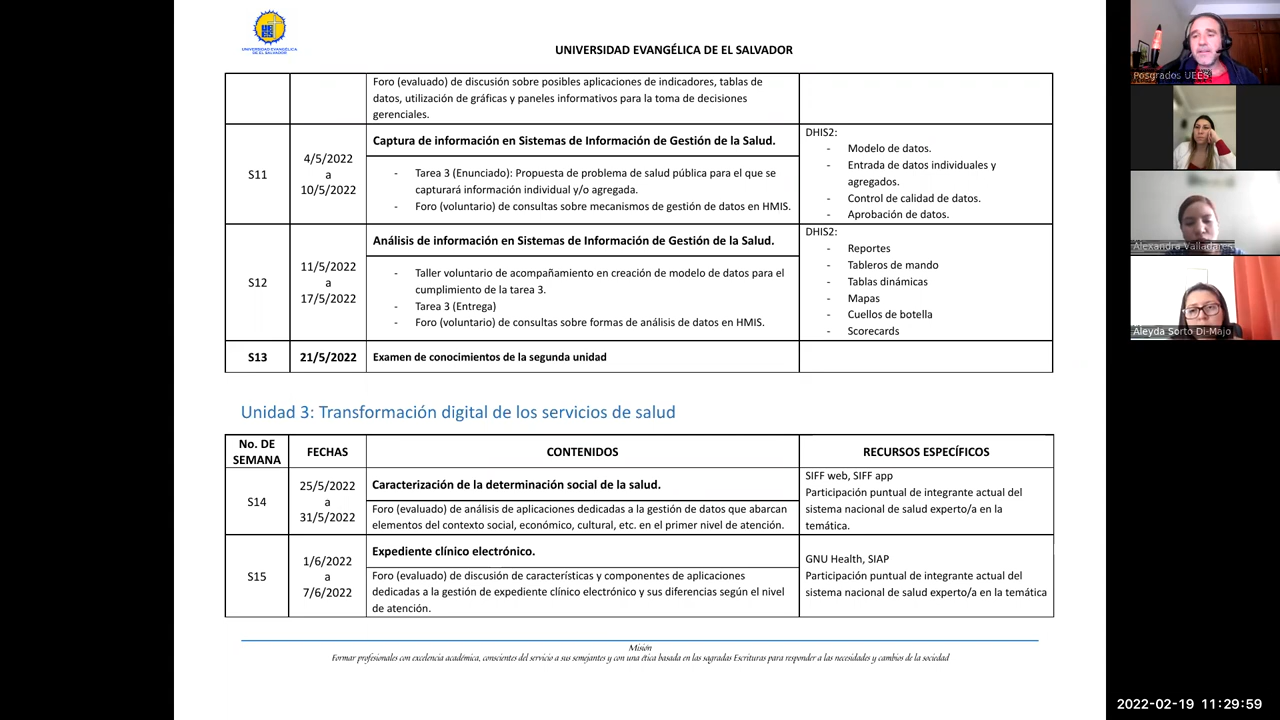 UNIVERSIDAD EVANGÉLICA
DE EL SALVADOR
UNIVERSIDAD EVANGÉLICA DE EL SALVADOR
Foro (evaluado) de discusión sobre posibles aplicaciones de indicadores, tablas de
datos, utilización de gráficas y paneles informativos para la toma de decisiones
gerenciales.
S11
4/5/2022
a
10/5/2022
Captura de información en Sistemas de Información de Gestión de la Salud.
- Tarea 3 (Enunciado): Propuesta de problema de salud pública para el que se
capturará información individual y/o agregada.
- Foro (voluntario) de consultas sobre mecanismos de gestión de datos en HMIS.
DHIS2:
- Modelo de datos.
- Entrada de datos individuales y
agregados.
- Control de calidad de datos.
- Aprobación de datos.
S12
11/5/2022
a
17/5/2022
Análisis de información en Sistemas de Información de Gestión de la Salud.
- Taller voluntario de acompañamiento en creación de modelo de datos para el
cumplimiento de la tarea 3.
- Tarea 3 (Entrega)
- Foro (voluntario) de consultas sobre formas de análisis de datos en HMIS.
DHIS2:
- Reportes
- Tableros de mando
- Tablas dinámicas
- Mapas
- Cuellos de botella
- Scorecards
S13
21/5/2022
Examen de conocimientos de la segunda unidad
Unidad 3: Transformación digital de los servicios de salud
No. DE
SEMANA
FECHAS
CONTENIDOS
RECURSOS ESPECÍFICOS
S14
25/5/2022
a
31/5/2022
Caracterización de la determinación social de la salud.
Foro (evaluado) de análisis de aplicaciones dedicadas a la gestión de datos que abarcan
elementos del contexto social, económico, cultural, etc. en el primer nivel de atención.
SIFF web, SIFF app
Participación puntual de integrante actual del
sistema nacional de salud experto/a en la
temática.
S15
1/6/2022
a
7/6/2022
Expediente clínico electrónico.
Foro (evaluado) de discusión de características y componentes de aplicaciones
dedicadas a la gestión de expediente clínico electrónico y sus diferencias según el nivel
de atención.
GNU Health, SIAP
Participación puntual de integrante actual del
sistema nacional de salud experto/a en la temática
Misión
Formar profesionales con excelencia académica, conscientes del servicio a sus semejantes y con una ética basada en las sagradas Escrituras para responder a las necesidades y cambios de la sociedad
Posgrados UEES
Alexandra
Aleyda Sorto Di-Majo
2022-02-19 11:29:59